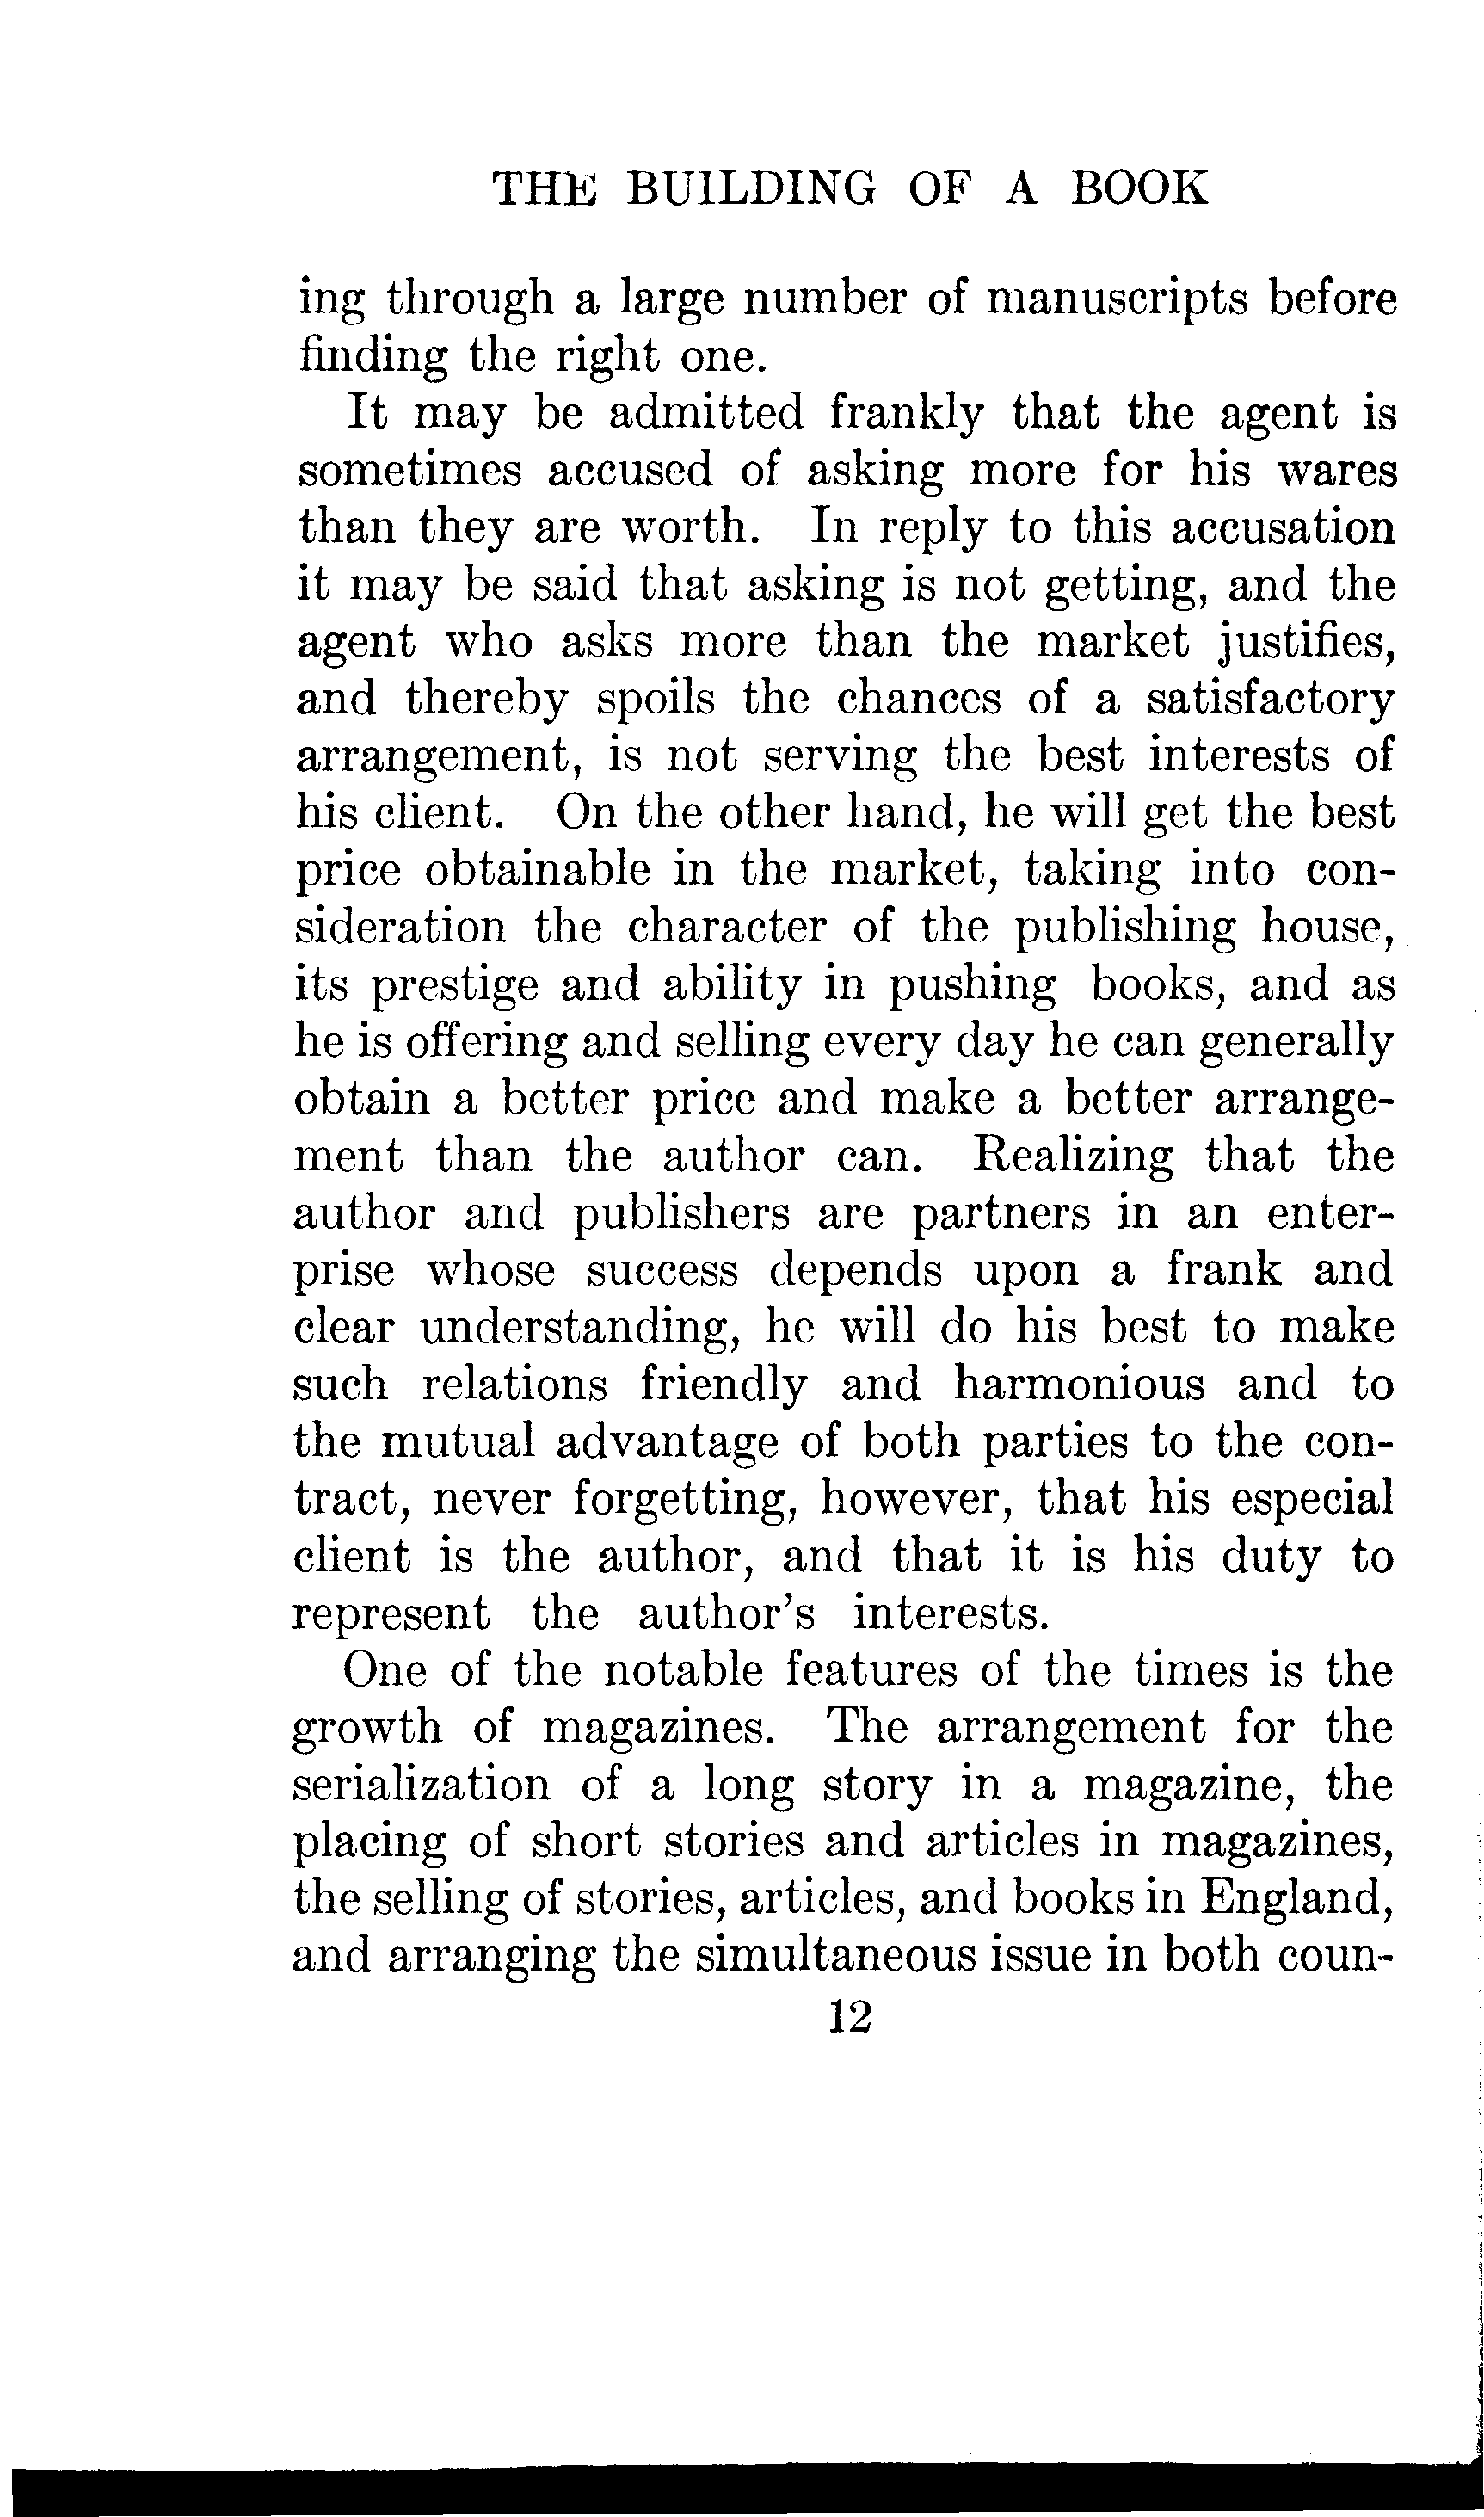 THE BUILDING OF A BOOK
ing through a large number of manuscripts before
finding the right one.
It may be admitted frankly that the agent is
sometimes accused of asking more for his wares
than they are worth. In reply to this accusation
it may be said that asking is not getting, and the
agent who asks more than the market justifies,
and thereby spoils the chances of a satisfactory
arrangement, is not serving the best interests of
his client. On the other hand, he will get the best
price obtainable in the market, taking into con-
sideration the character of the publishing house,
its prestige and ability in pushing books, and as
he is offering and selling every day he can generally
obtain a better price and make a better arrange-
ment than the author can. Realizing that the
author and publishers are partners in an enter-
prise whose success depends upon a frank and
clear understanding, he will do his best to make
such relations friendly and harmonious and to
the mutual advantage of both parties to the con-
tract, never forgetting, however, that his especial
client is the author, and that it is his duty to
represent the author's interests.
One of the notable features of the times is the
growth of magazines. The arrangement for the
serialization of a long story in a magazine, the
placing of short stories and articles in magazines,
the selling of stories, articles, and books in England,
and arranging the simultaneous issue in both coun-
12